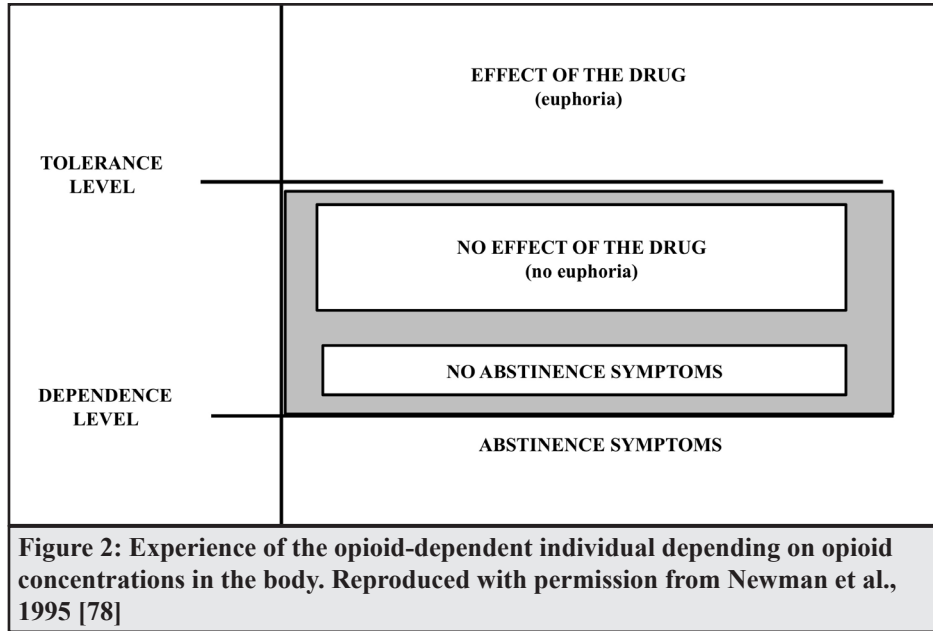 EFFECT OF THE DRUG
(euphoria)
TOLERANCE
LEVEL
NO EFFECT OF THE DRUG
(no euphoria)
NO ABSTINENCE SYMPTOMS
DEPENDENCE
LEVEL
ABSTINENCE SYMPTOMS
Figure 2: Experience of the opioid-dependent individual depending on opioid
concentrations in the body. Reproduced with permission from Newman et al.,
1995 [78]